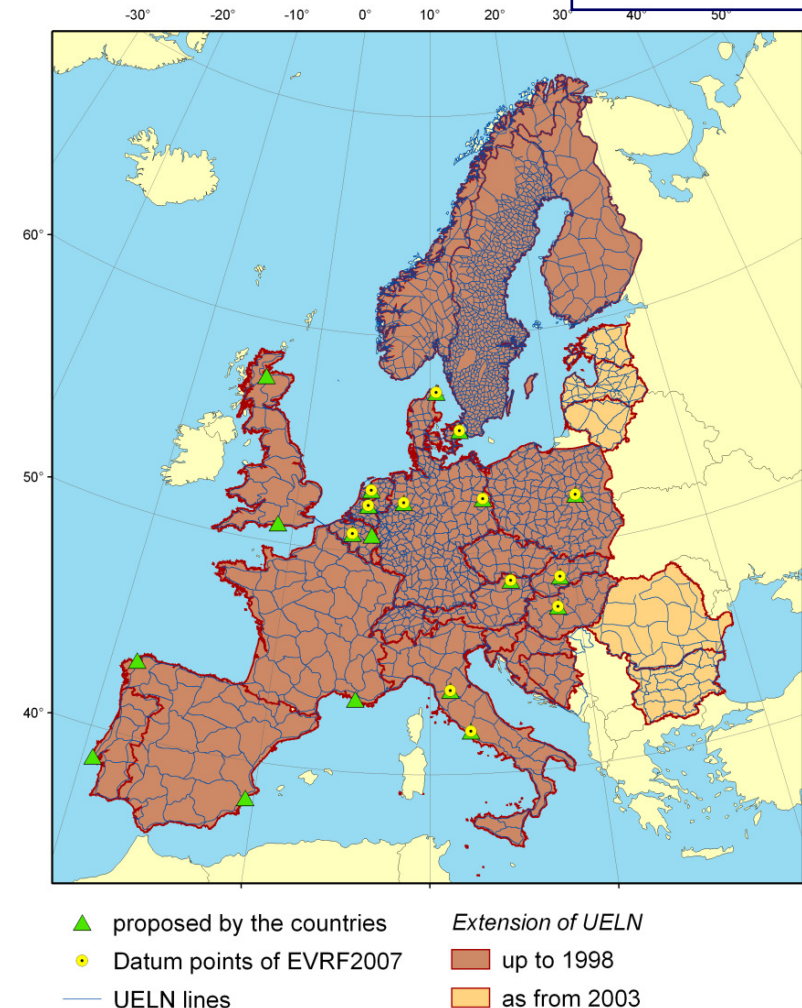 -30° -20° -10° 0° 10° 20° 30° 40° 50°
60°
50°
40°
proposed by the countries
Datum points of EVRF2007
UELN lines
Extension of UELN
up to 1998
as from 2003